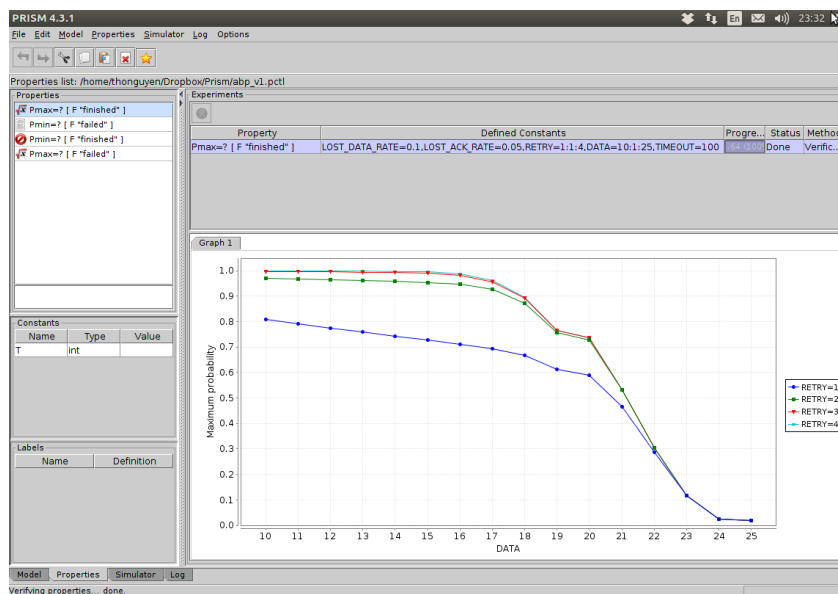 PRISM 4.3.1
En
23:32
File Edit Model Properties Simulator Log Options
Properties list: /home/thonguyen/Dropbox/Prism/abp_v1.pctl
Properties
Pmax=? [ F "finished" ]
Pmin=? [ F "failed" ]
Pmin=? [ F "finished" ]
Pmax=? [ F "failed" ]
Constants
Name Type Value
T int
Labels
Name Definition
Experiments
Property Defined Constants Progre... Status Method
Pmax=? [ F "finished" ] LOST_DATA_RATE=0.1,LOST_ACK_RATE=0.05,RETRY=1:1:4,DATA=10:1:25,TIMEOUT=100 Done Verific...
Graph 1
Maximum probability
1.0
0.9
0.8
0.7
0.6
0.5
0.4
0.3
0.2
0.1
0.0
10 11 12 13 14 15 16 17 18 19 20 21 22 23 24 25
DATA
RETRY=1
RETRY=2
RETRY=3
RETRY=4
Model Properties Simulator Log
Verifying properties... done.